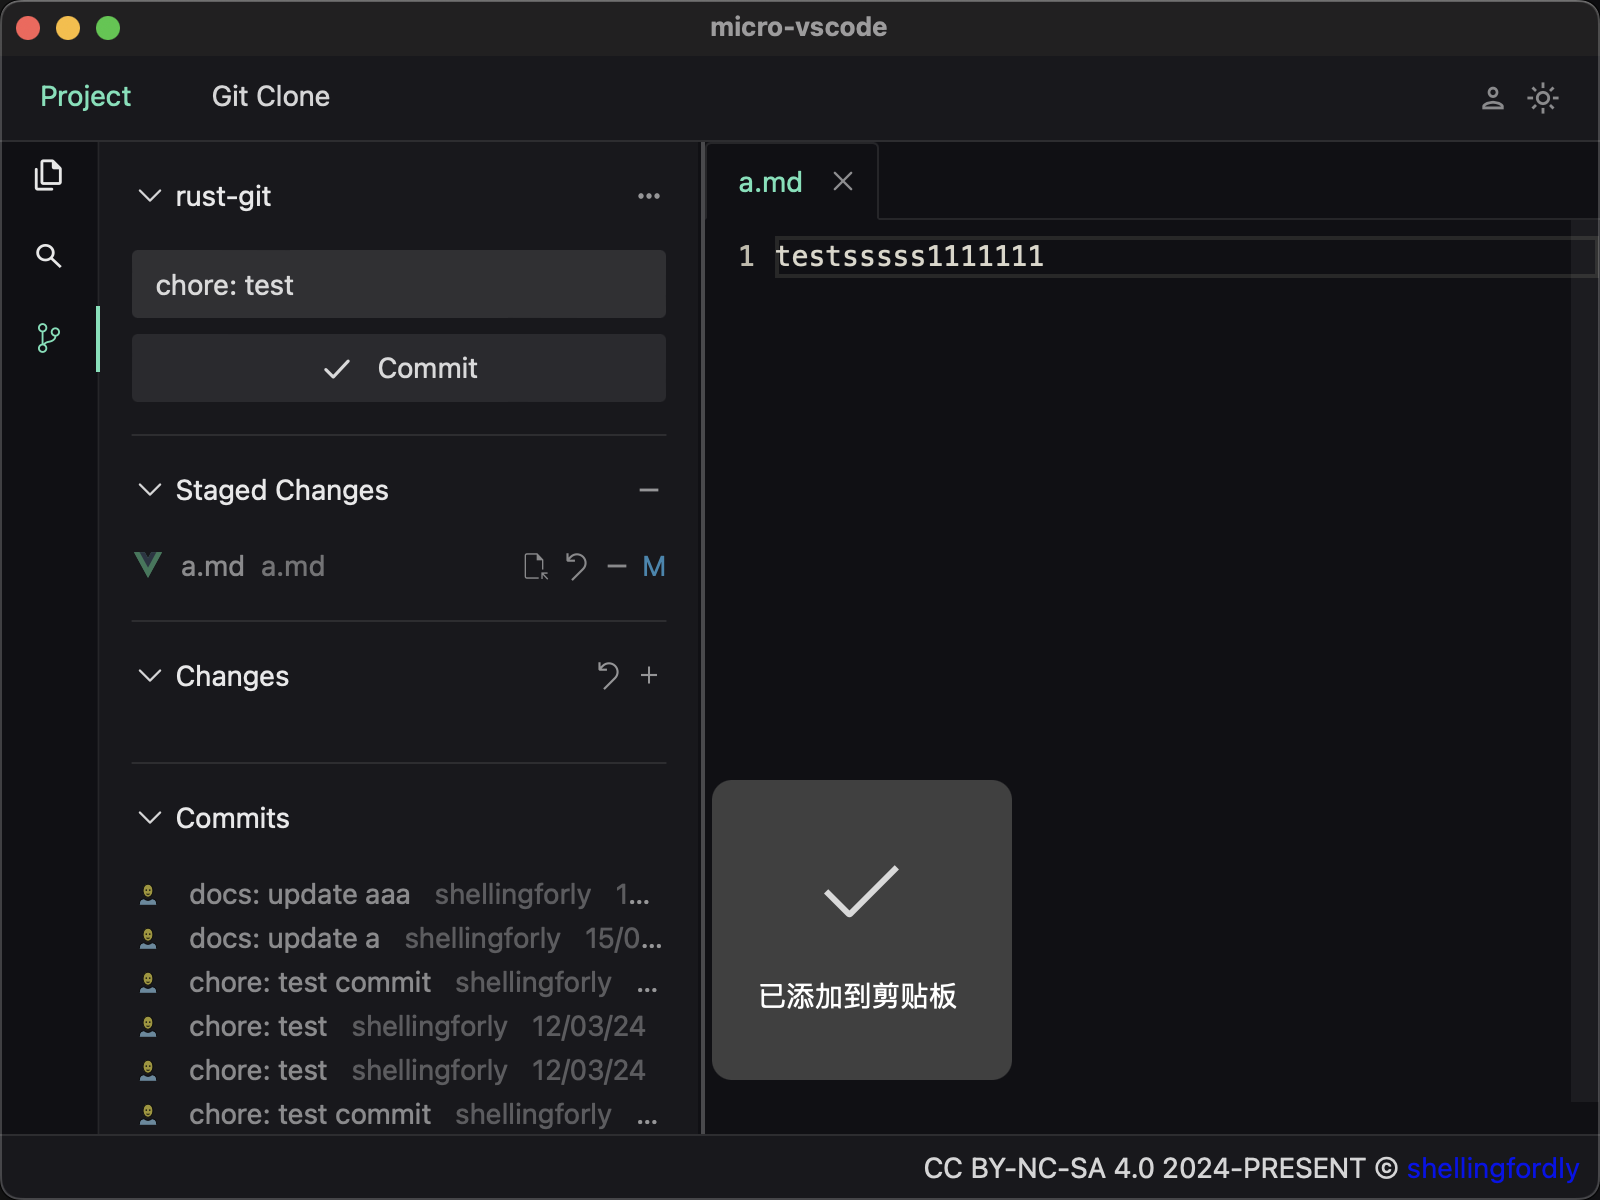 micro-vscode
Project Git Clone
rust-git
chore: test
Commit
Staged Changes
a.md a.md M
Changes
Commits
docs: update aaa shellingforly 1...
docs: update a shellingforly 15/0...
chore: test commit shellingforly ...
chore: test shellingforly 12/03/24
chore: test shellingforly 12/03/24
chore: test commit shellingforly ...
a.md
1 testsssss1111111
已添加到剪贴板
CC BY-NC-SA 4.0 2024-PRESENT © shellingfordly